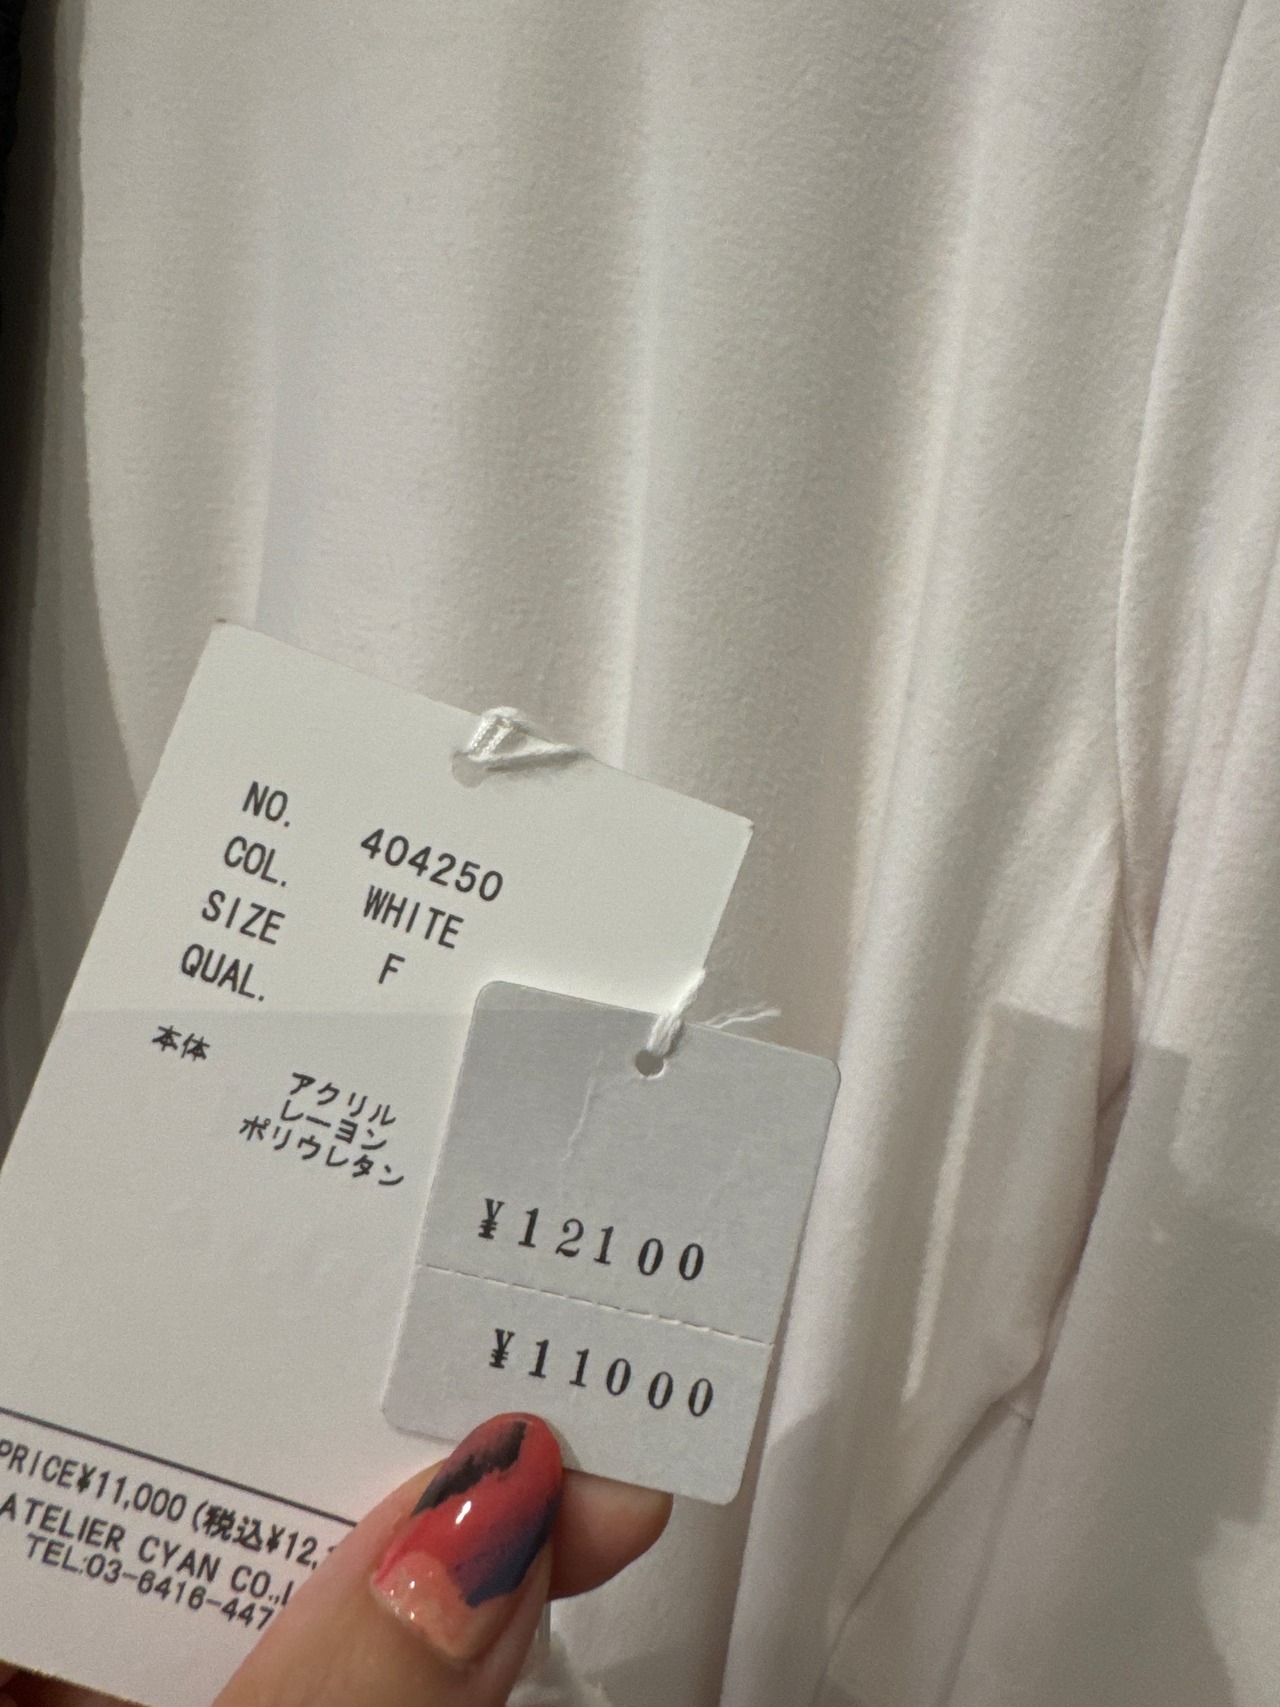 NO. 404250
COL. WHITE
SIZE F
QUAL.
本体
アクリル
レーヨン
ポリウレタン
PRICE¥11,000 (税込¥12,
ATELIER CYAN CO.,
TEL:03-6416-447
¥12100
¥11000